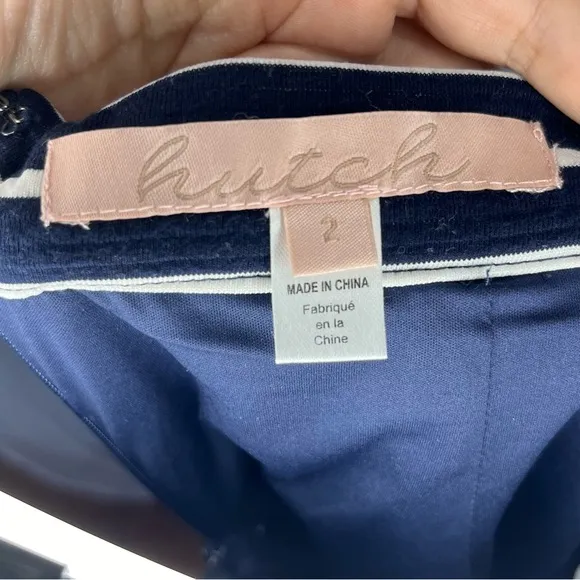 hutch
2
MADE IN CHINA
Fabriqué
en la
Chine